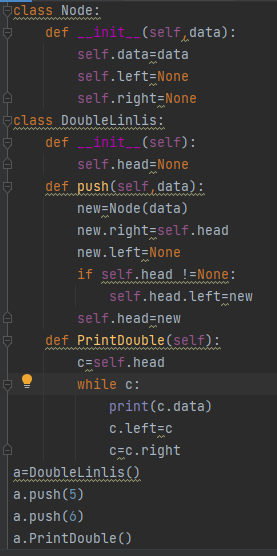 class Node:
    def __init__(self,data):
        self.data=data
        self.left=None
        self.right=None
class DoubleLinlis:
    def __init__(self):
        self.head=None
    def push(self,data):
        new=Node(data)
        new.right=self.head
        new.left=None
        if self.head !=None:
            self.head.left=new
        self.head=new
    def PrintDouble(self):
        c=self.head
        while c:
            print(c.data)
            c.left=c
            c=c.right
a=DoubleLinlis()
a.push(5)
a.push(6)
a.PrintDouble()